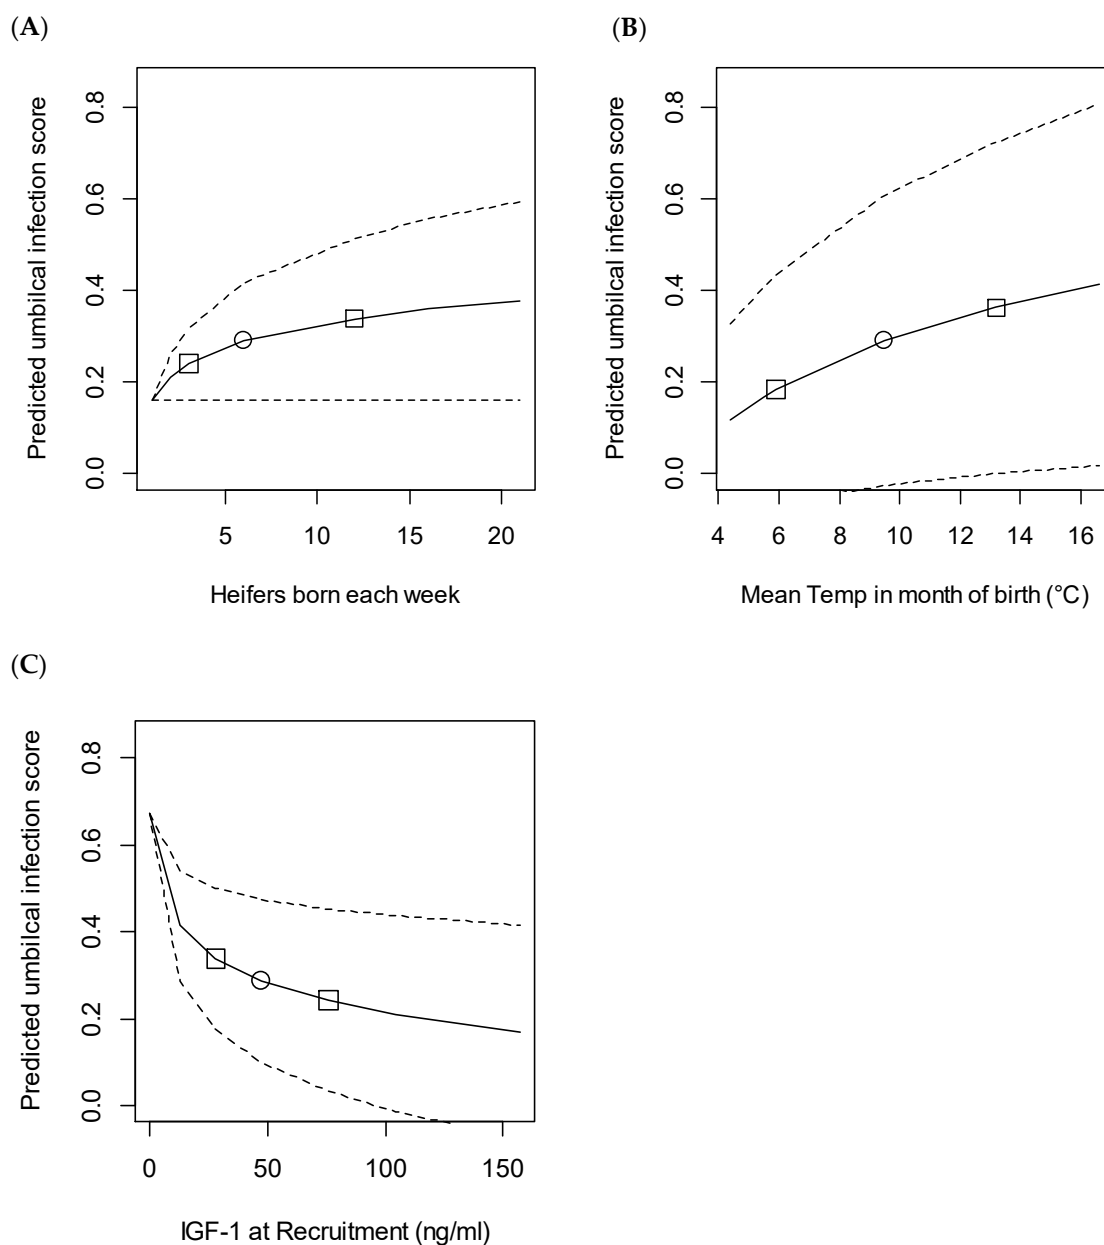 (A)
Predicted umbilcal infection score
0.0 0.2 0.4 0.6 0.8
5 10 15 20
Heifers born each week
(B)
Predicted umbilcal infection score
0.0 0.2 0.4 0.6 0.8
4 6 8 10 12 14 16
Mean Temp in month of birth (°C)
(C)
Predicted umbilcal infection score
0.0 0.2 0.4 0.6 0.8
0 50 100 150
IGF-1 at Recruitment (ng/ml)